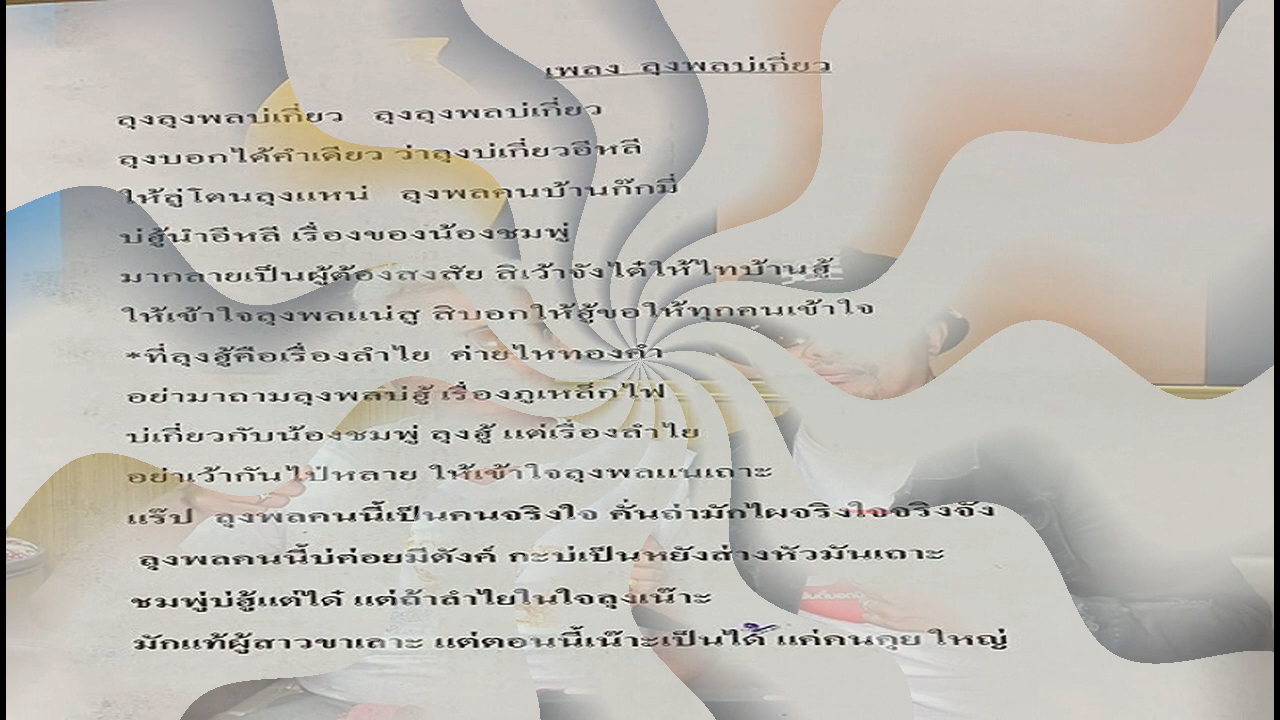 เพลง ลุงพลบ่เกี่ยว
ลุงลุงพลบ่เกี่ยว ลุงลุงพลบ่เกี่ยว
ลุงบอกได้คำเดียว ว่าลุงบ่เกี่ยวอีหลี
ให้สู่โตนลุงแหน่ ลุงพลคนบ้านก๊กมี่
บ่ฮู้นำอีหลี เรื่องของน้องชมพู่
มากลายเป็นผู้ต้องสงสัย สิเว้าจังใด๋ให้ไทบ้านฮู้
ให้เข้าใจลุงพลแน่สู สิบอกให้ฮู้ขอให้ทุกคนเข้าใจ
*ที่ลุงฮู้คือเรื่องลำไย ค่ายไหทองคำ
อย่ามาถามลุงพลบ่ฮู้ เรื่องภูเหล็กไฟ
บ่เกี่ยวกับน้องชมพู่ ลุงฮู้ แต่เรื่องลำไย
อย่าเว้ากันไปหลาย ให้เข้าใจลุงพลแนเถาะ
แร๊ป ลุงพลคนนี้เป็นคนจริงใจ คั่นถ่ามักไผจริงใจจริงจัง
ลุงพลคนนี้บ่ค่อยมีตังค์ กะบ่เป็นหยังส่างหัวมันเถาะ
ชมพู่บ่ฮู้แต่ได๋ แต่ถ้าลำไยในใจลุงเน๊าะ
มักแท้ผู้สาวขาเลาะ แต่ตอนนี้เน๊าะเป็นได้ แค่คนคุย ใหญ่